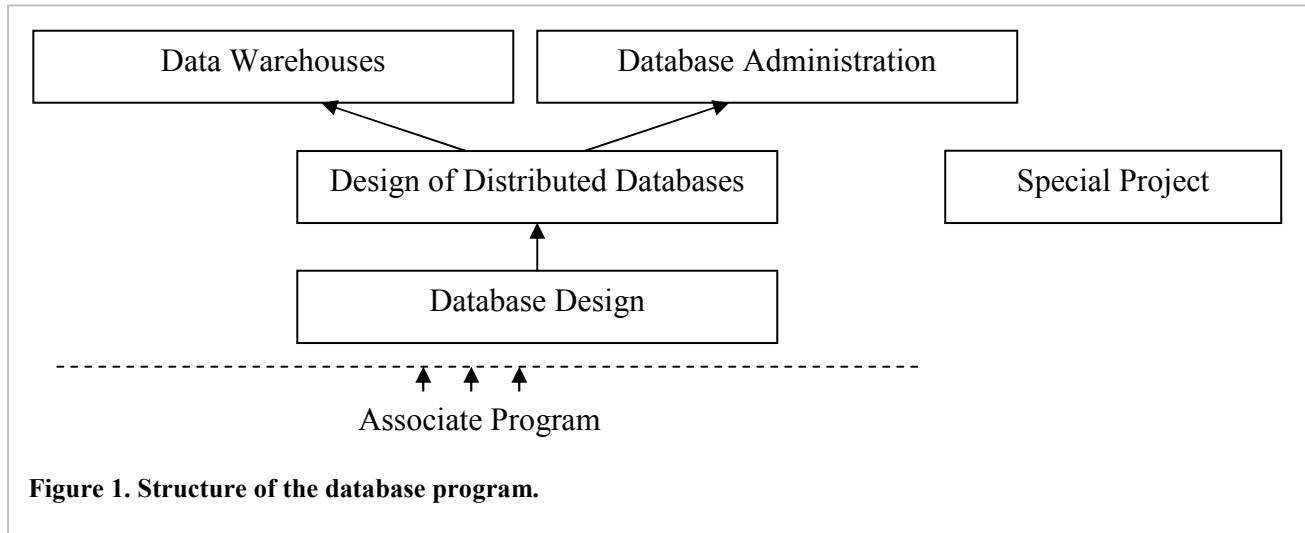 Data Warehouses
Database Administration
Design of Distributed Databases
Special Project
Database Design
Associate Program
Figure 1. Structure of the database program.